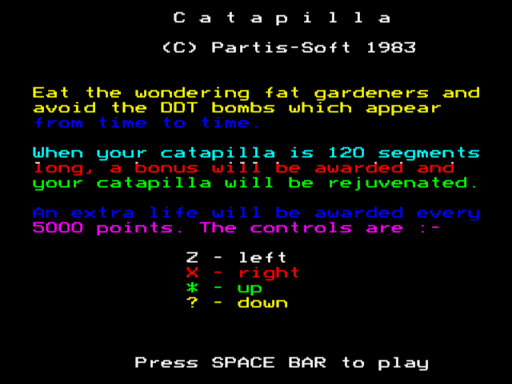 C a t a p i l l a
(C) Partis-Soft 1983
Eat the wondering fat gardeners and
avoid the DDT bombs which appear
from time to time.
When your catapilla is 120 segments
long, a bonus will be awarded and
your catapilla will be rejuvenated.
An extra life will be awarded every
5000 points. The controls are :-
Z - left
X - right
* - up
? - down
Press SPACE BAR to play